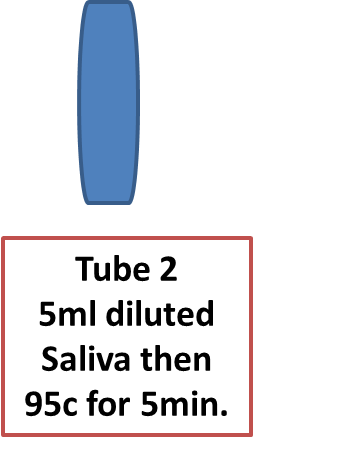 Tube 2
5ml diluted
Saliva then
95c for 5min.